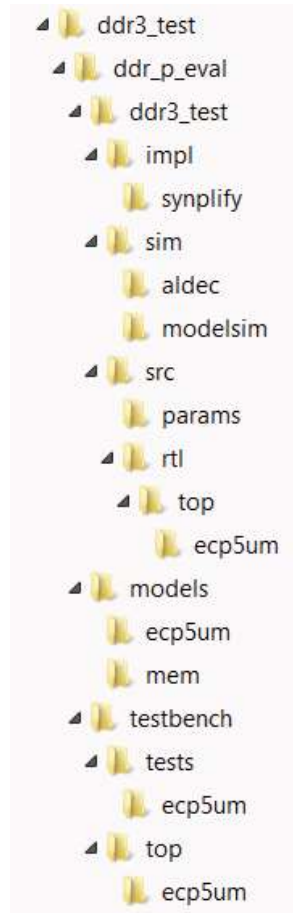 ddr3_test
ddr_p_eval
ddr3_test
impl
synplify
sim
aldec
modelsim
src
params
rtl
top
ecp5um
models
ecp5um
mem
testbench
tests
ecp5um
top
ecp5um